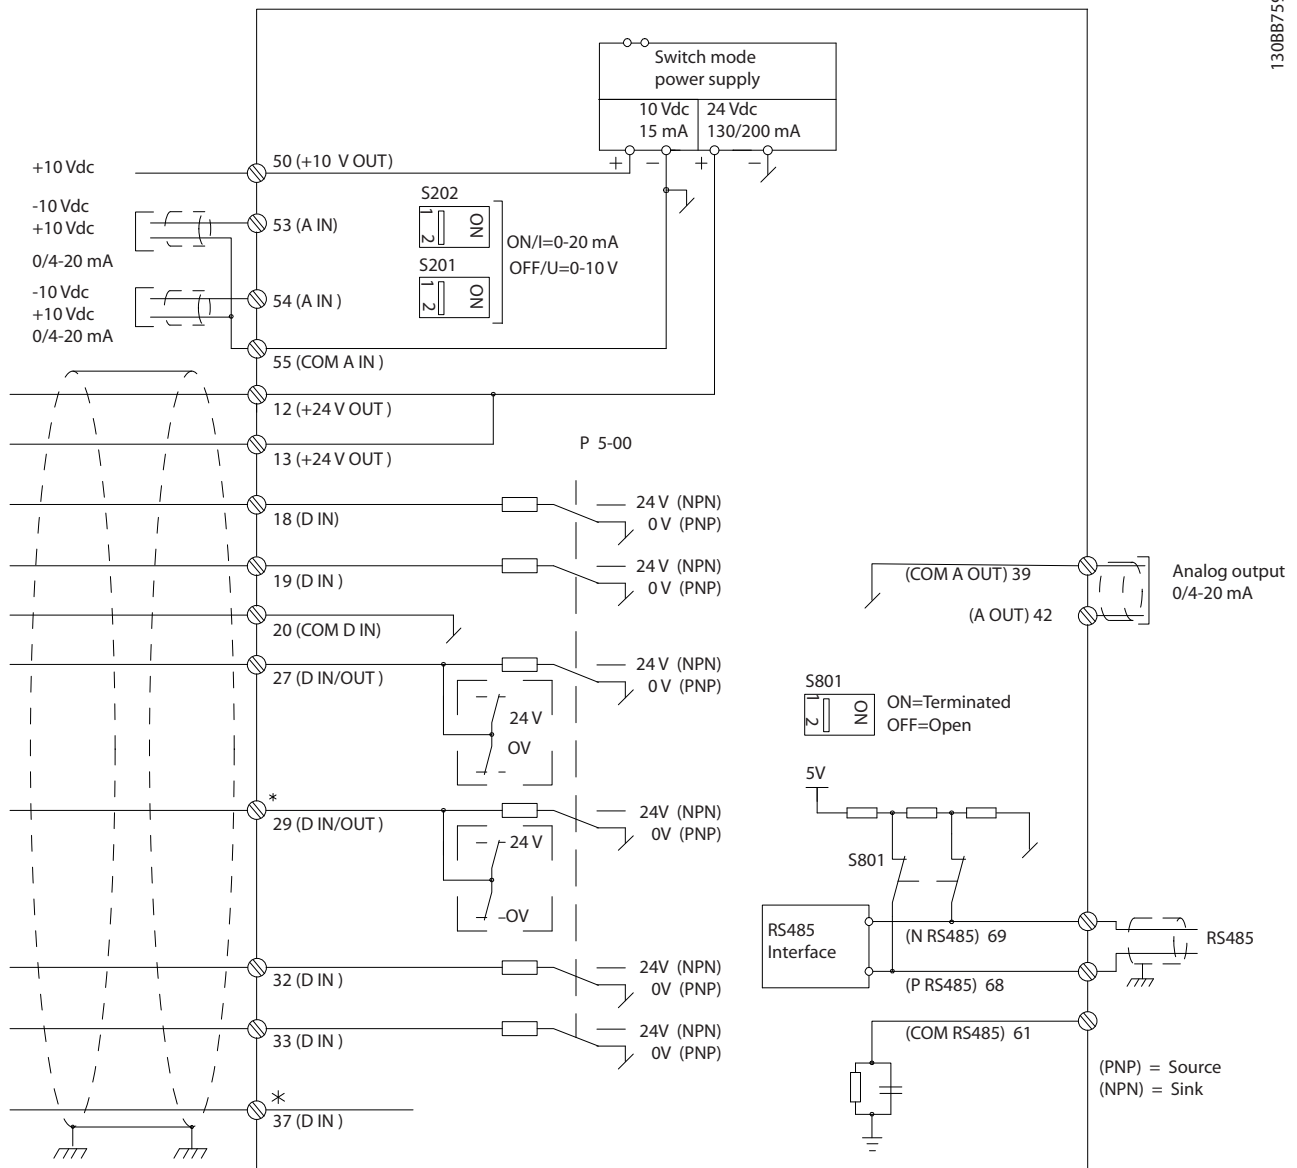 130BB759
Switch mode
power supply
10 Vdc
15 mA
24 Vdc
130/200 mA
+ − + −
+10 Vdc
50 (+10 V OUT)
-10 Vdc
+10 Vdc
0/4-20 mA
53 (A IN)
S202
1
2
ON
ON/I=0-20 mA
OFF/U=0-10 V
S201
1
2
ON
-10 Vdc
+10 Vdc
0/4-20 mA
54 (A IN )
55 (COM A IN )
12 (+24 V OUT )
13 (+24 V OUT )
P 5-00
18 (D IN)
24 V (NPN)
0 V (PNP)
19 (D IN )
24 V (NPN)
0 V (PNP)
20 (COM D IN)
27 (D IN/OUT )
24 V (NPN)
0 V (PNP)
24 V
OV
*
29 (D IN/OUT )
24V (NPN)
0V (PNP)
24 V
OV
32 (D IN )
24V (NPN)
0V (PNP)
33 (D IN )
24V (NPN)
0V (PNP)
*
37 (D IN )
(COM A OUT) 39
(A OUT) 42
Analog output
0/4-20 mA
S801
1
2
ON
ON=Terminated
OFF=Open
5V
S801
RS485
Interface
(N RS485) 69
RS485
(P RS485) 68
(COM RS485) 61
(PNP) = Source
(NPN) = Sink